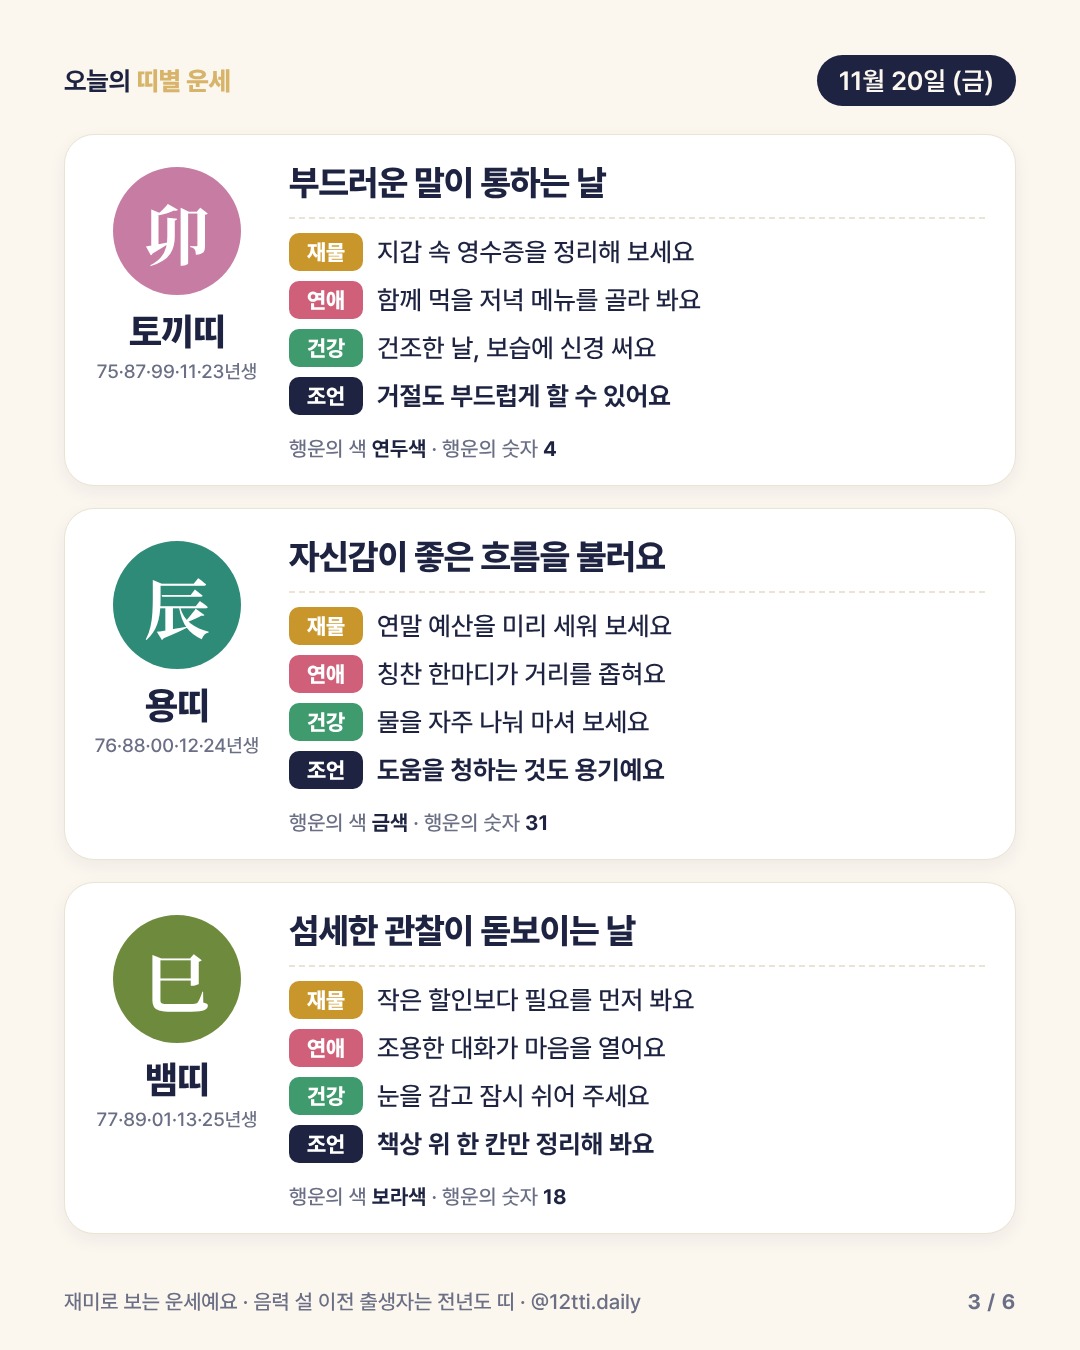 오늘의 띠별 운세
11월 20일 (금)
卯
토끼띠
75·87·99·11·23년생
부드러운 말이 통하는 날
재물 지갑 속 영수증을 정리해 보세요
연애 함께 먹을 저녁 메뉴를 골라 봐요
건강 건조한 날, 보습에 신경 써요
조언 거절도 부드럽게 할 수 있어요
행운의 색 연두색 · 행운의 숫자 4
辰
용띠
76·88·00·12·24년생
자신감이 좋은 흐름을 불러요
재물 연말 예산을 미리 세워 보세요
연애 칭찬 한마디가 거리를 좁혀요
건강 물을 자주 나눠 마셔 보세요
조언 도움을 청하는 것도 용기예요
행운의 색 금색 · 행운의 숫자 31
巳
뱀띠
77·89·01·13·25년생
섬세한 관찰이 돋보이는 날
재물 작은 할인보다 필요를 먼저 봐요
연애 조용한 대화가 마음을 열어요
건강 눈을 감고 잠시 쉬어 주세요
조언 책상 위 한 칸만 정리해 봐요
행운의 색 보라색 · 행운의 숫자 18
재미로 보는 운세예요 · 음력 설 이전 출생자는 전년도 띠 · @12tti.daily
3 / 6